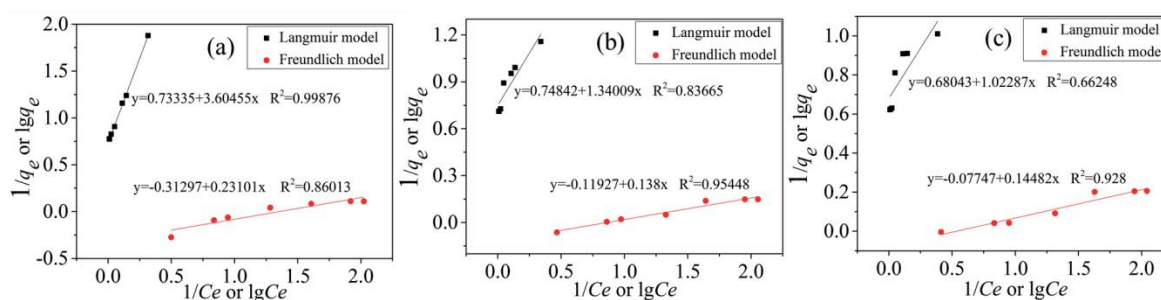 (a)
Langmuir model
Freundlich model
y=0.73335+3.60455x R²=0.99876
y=-0.31297+0.23101x R²=0.86013
2.0
1.5
1.0
0.5
0.0
-0.5
0.0 0.5 1.0 1.5 2.0
1/qe or lgqe
1/Ce or lgCe
(b)
Langmuir model
Freundlich model
y=0.74842+1.34009x R²=0.83665
y=-0.11927+0.138x R²=0.95448
1.2
0.9
0.6
0.3
0.0
0.0 0.5 1.0 1.5 2.0
1/qe or lgqe
1/Ce or lgCe
(c)
Langmuir model
Freundlich model
y=0.68043+1.02287x R²=0.66248
y=-0.07747+0.14482x R²=0.928
1.0
0.8
0.6
0.4
0.2
0.0
0.0 0.5 1.0 1.5 2.0
1/qe or lgqe
1/Ce or lgCe